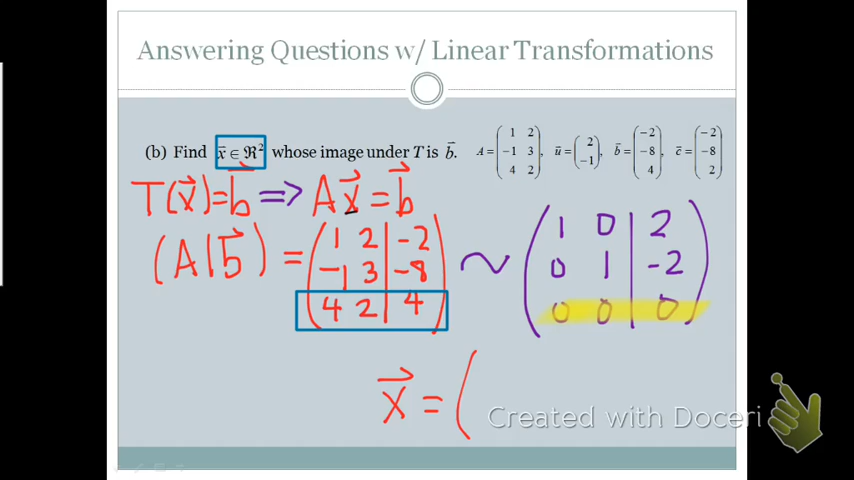 Answering Questions w/ Linear Transformations
(b) Find x⃗ ∈ ℜ² whose image under T is b⃗. A = (1 2; -1 3; 4 2), u⃗ = (2; -1), b⃗ = (-2; -8; 4), c⃗ = (-2; -8; 2)
T(x⃗)=b⃗ => Ax⃗ = b⃗
(A|b⃗) = (1 2 | -2; -1 3 | -8; 4 2 | 4) ~ (1 0 | 2; 0 1 | -2; 0 0 | 0)
x⃗ = (
Created with Doceri